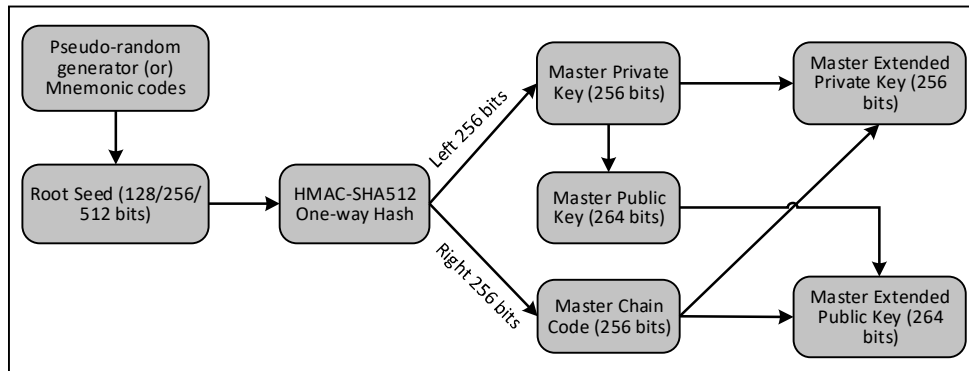 Pseudo-random
generator (or)
Mnemonic codes
Root Seed (128/256/
512 bits)
HMAC-SHA512
One-way Hash
Left 256 bits
Right 256 bits
Master Private
Key (256 bits)
Master Public
Key (264 bits)
Master Chain
Code (256 bits)
Master Extended
Private Key (256
bits)
Master Extended
Public Key (264
bits)